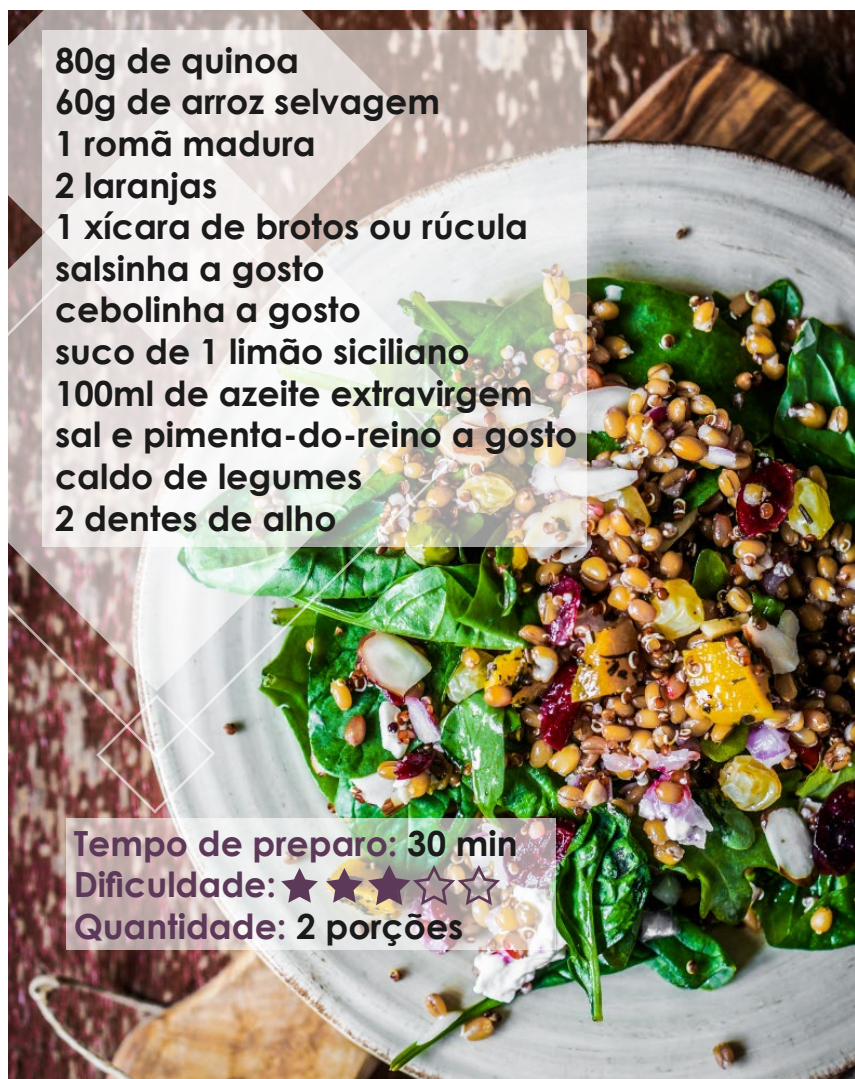 80g de quinoa
60g de arroz selvagem
1 romã madura
2 laranjas
1 xícara de brotos ou rúcula
salsinha a gosto
cebolinha a gosto
suco de 1 limão siciliano
100ml de azeite extravirgem
sal e pimenta-do-reino a gosto
caldo de legumes
2 dentes de alho
Tempo de preparo: 30 min
Dificuldade: ★★★☆☆
Quantidade: 2 porções